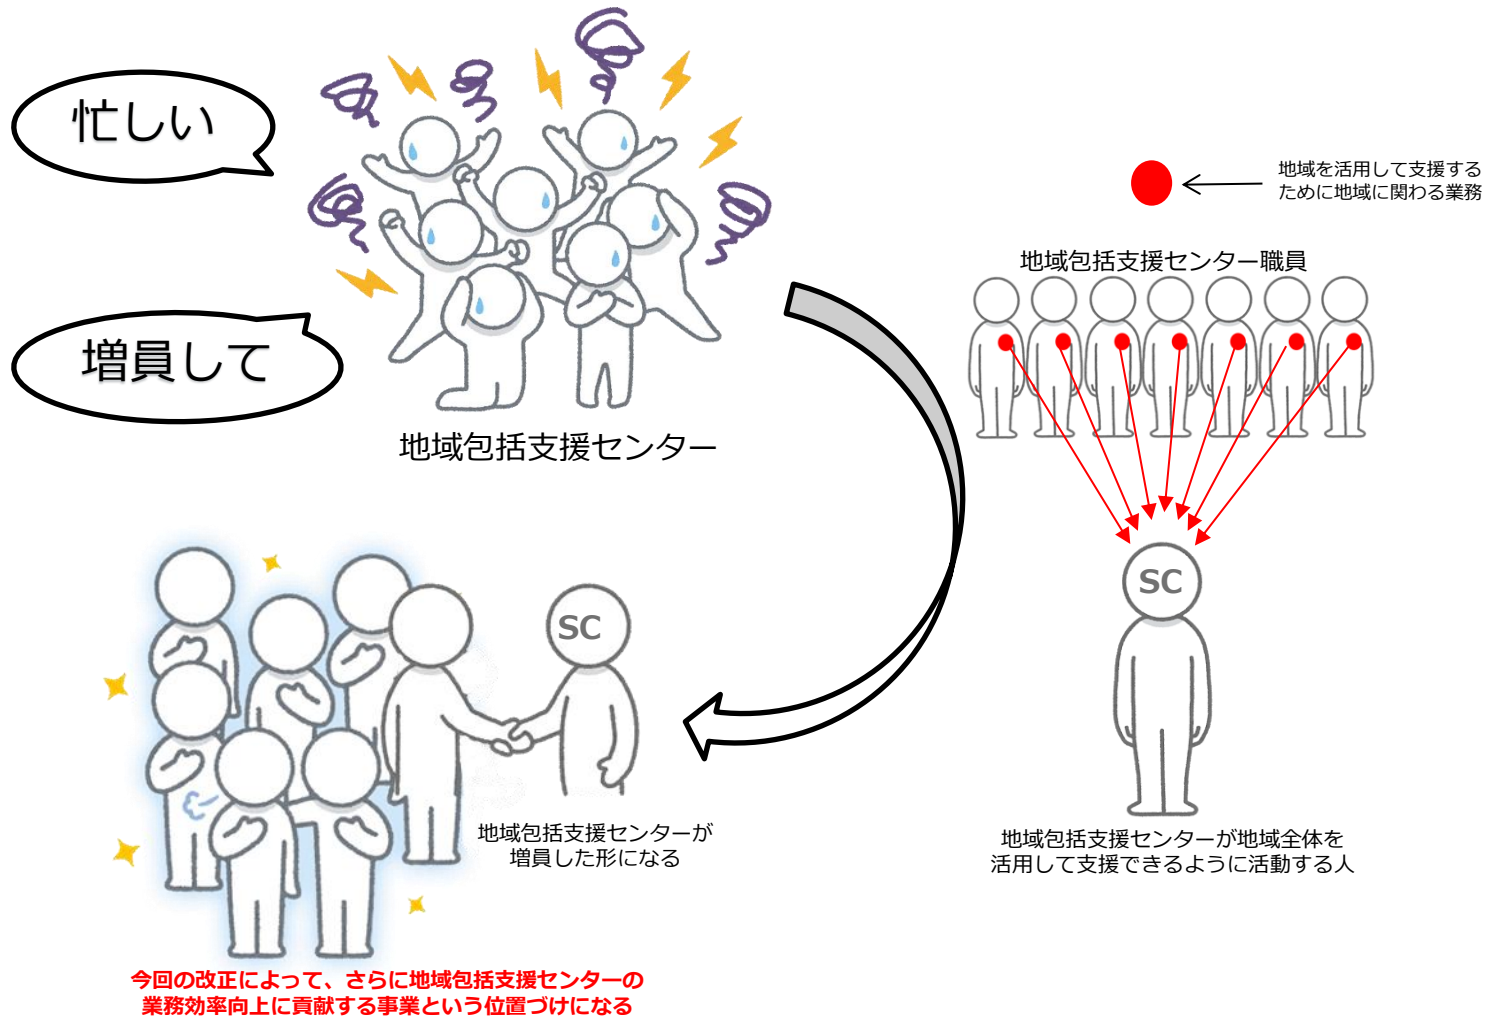 忙しい
増員して
地域包括支援センター
地域を活用して支援する
ために地域に関わる業務
地域包括支援センター職員
SC
地域包括支援センターが地域全体を
活用して支援できるように活動する人
SC
地域包括支援センターが
増員した形になる
今回の改正によって、さらに地域包括支援センターの
業務効率向上に貢献する事業という位置づけになる